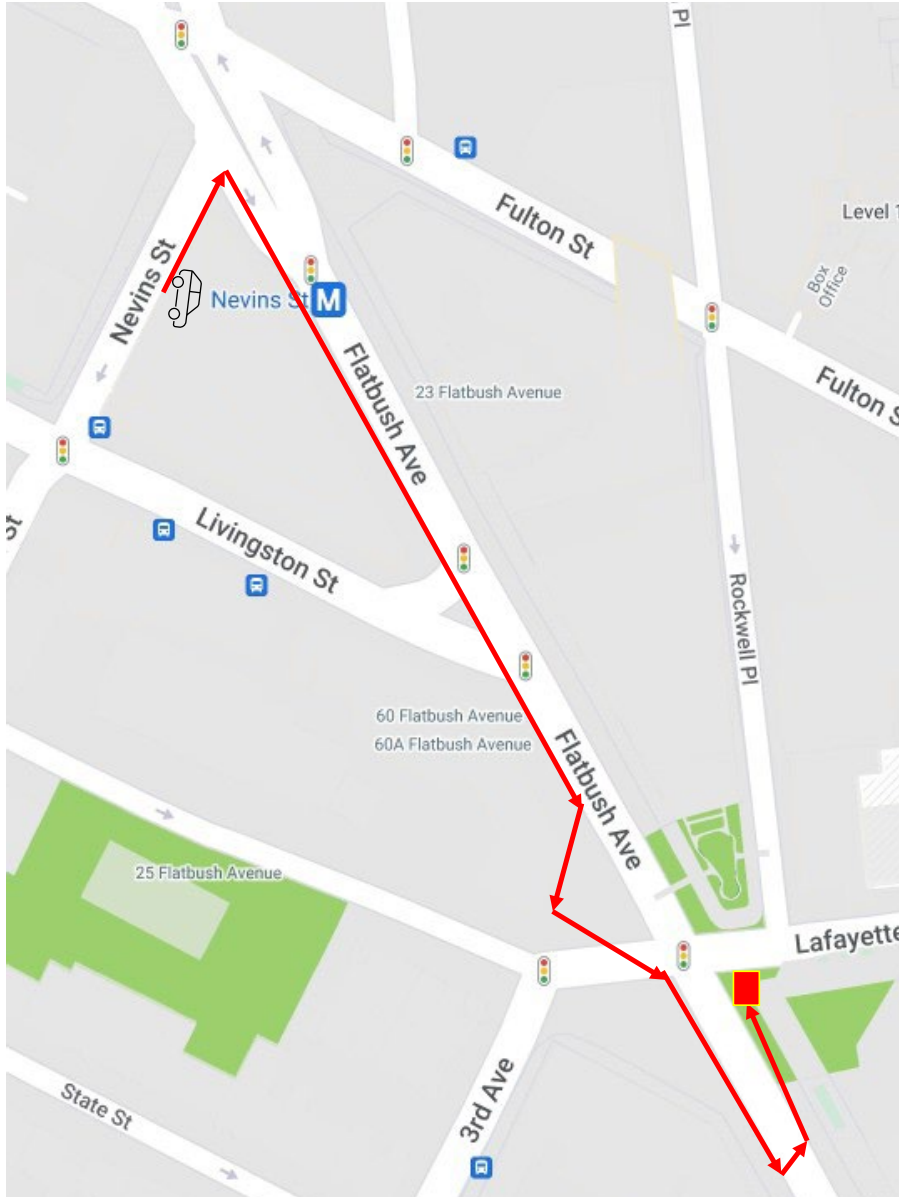 Pl
Fulton St
Level 1
Box
Office
Nevins St
Nevins St
M
Flatbush Ave
23 Flatbush Avenue
Fulton S
St
Livingston St
Rockwell Pl
60 Flatbush Avenue
60A Flatbush Avenue
Flatbush Ave
25 Flatbush Avenue
Lafayette
3rd Ave
State St